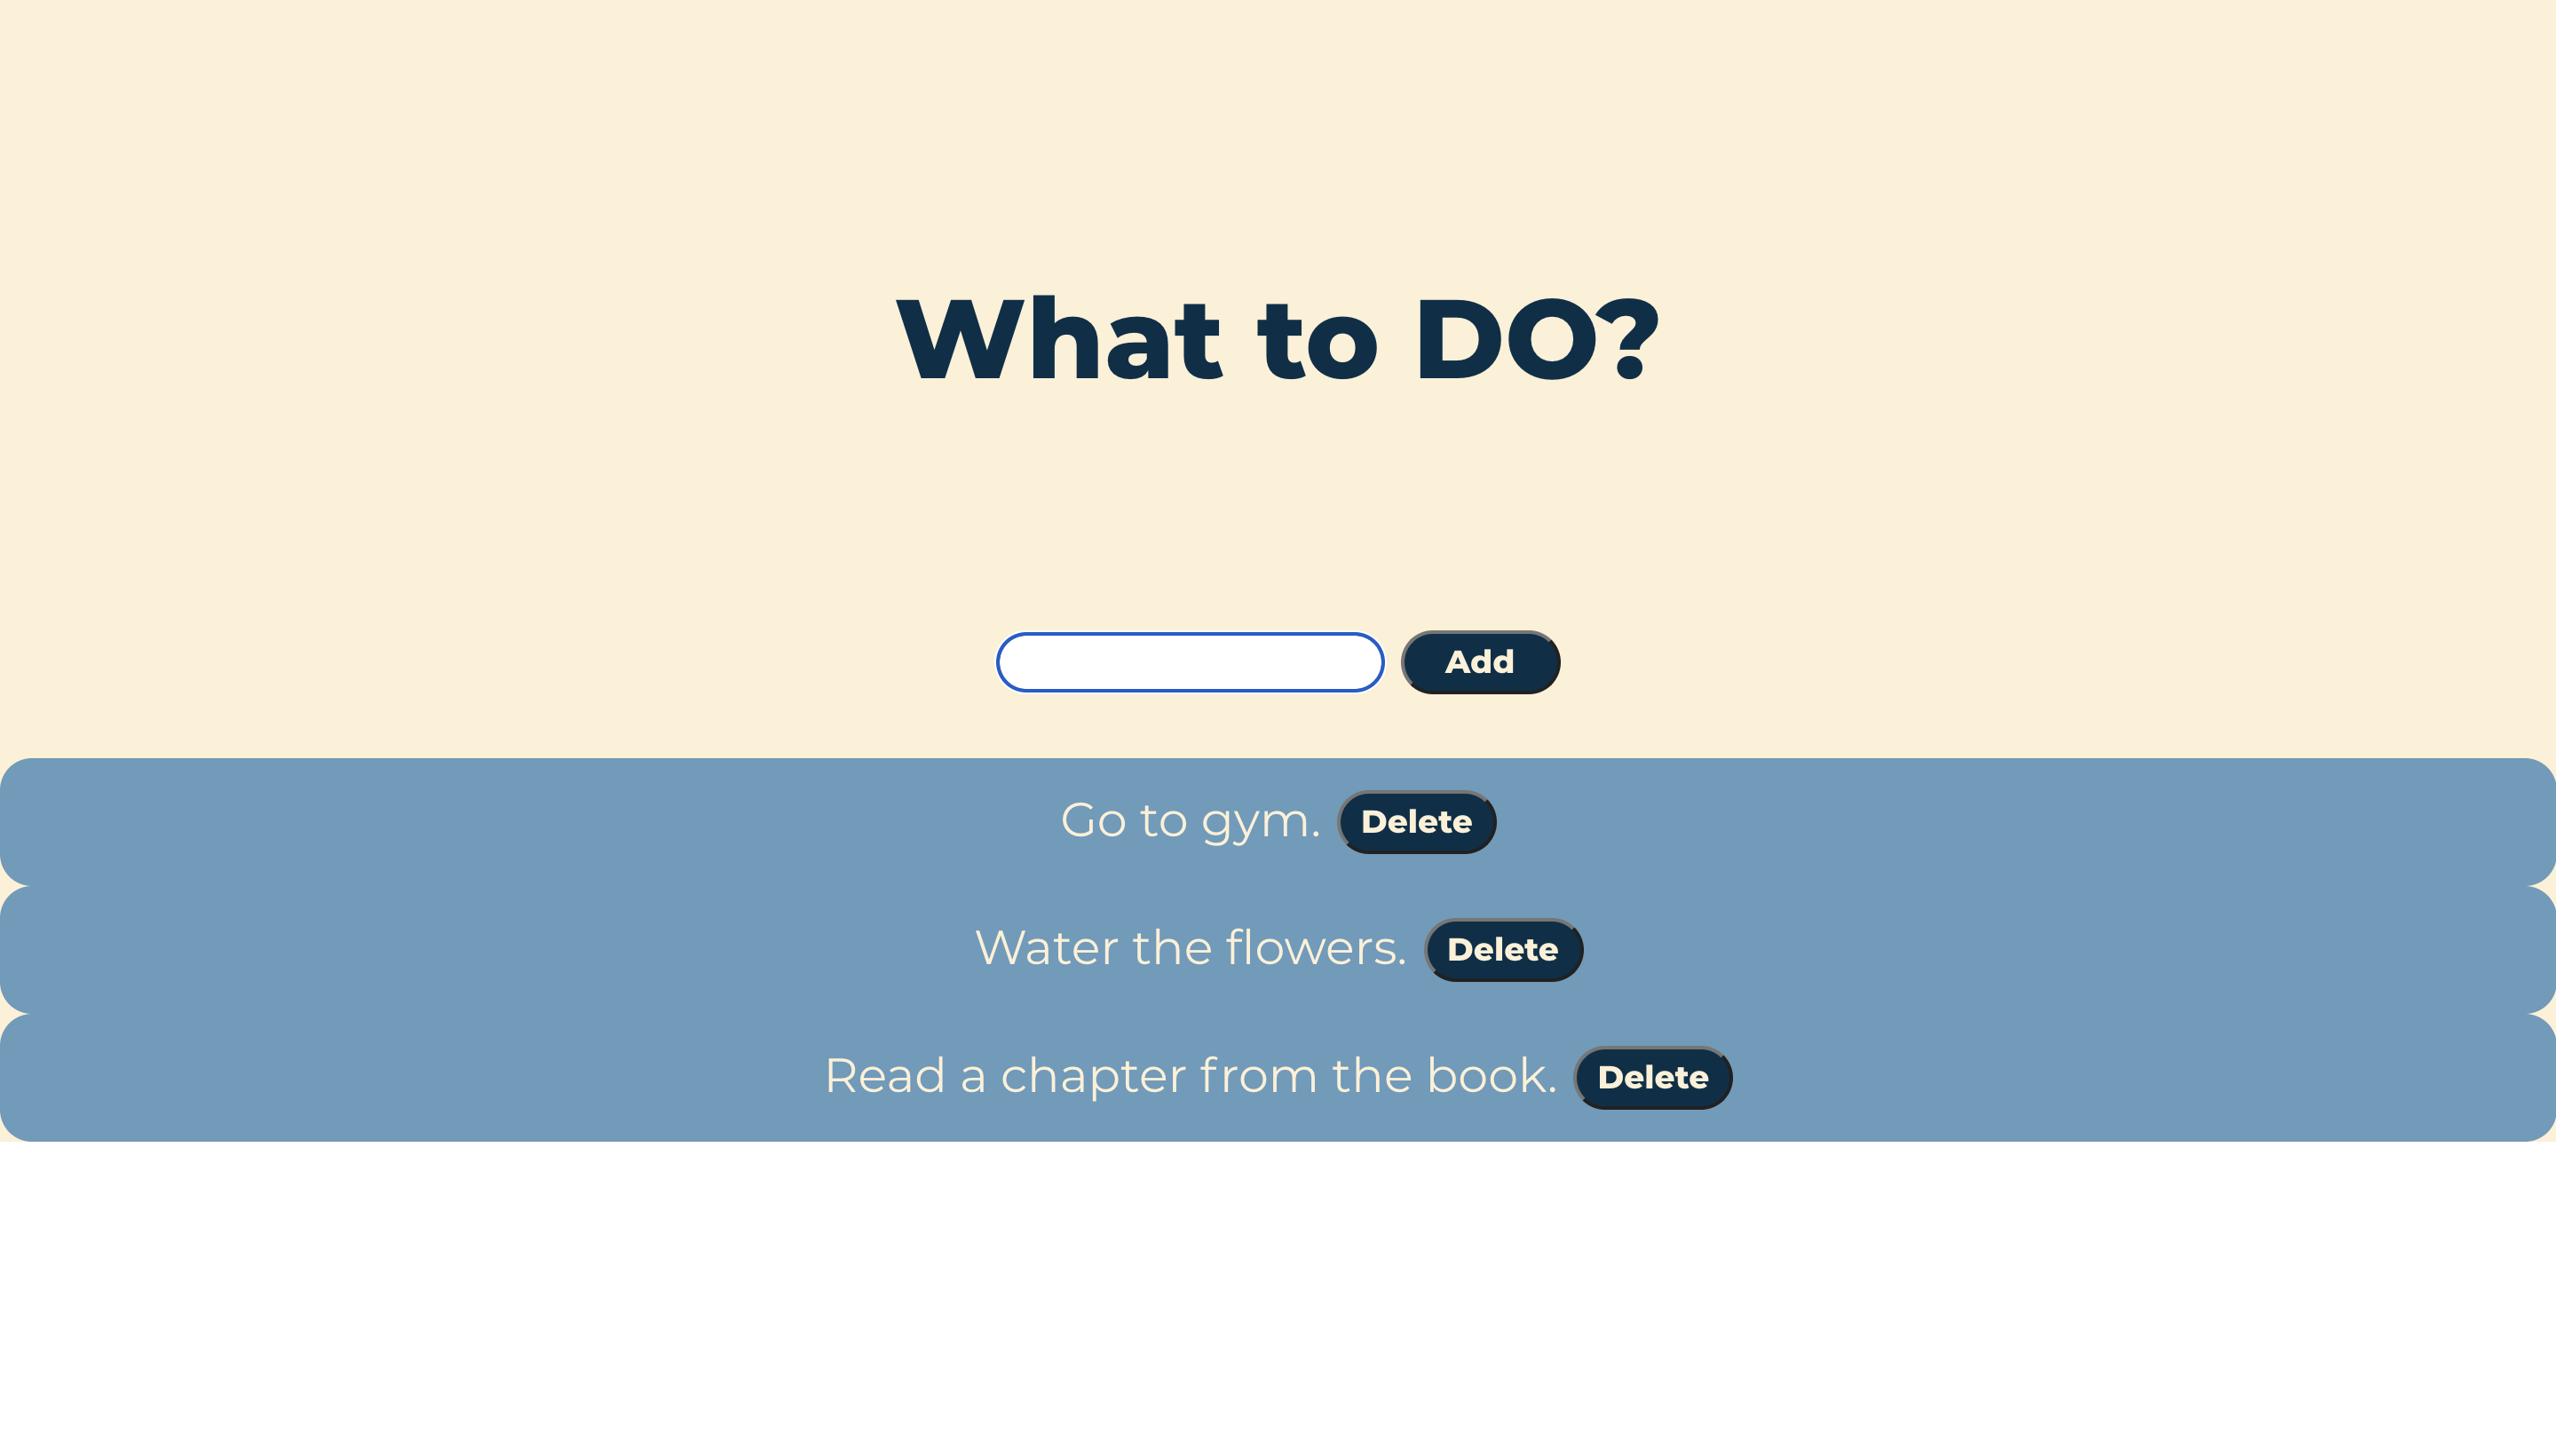 What to DO?
Add
Go to gym. Delete
Water the flowers. Delete
Read a chapter from the book. Delete